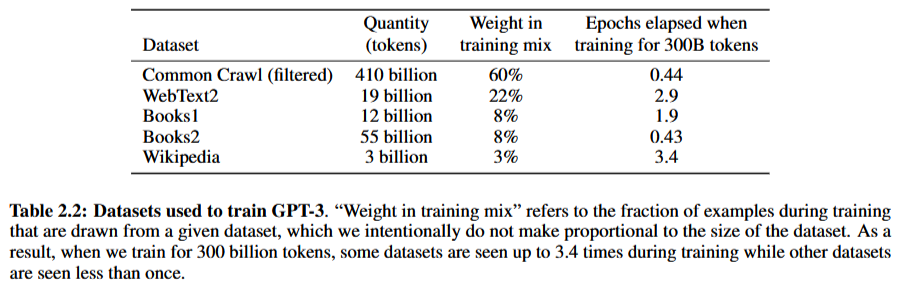 Quantity Weight in Epochs elapsed when
Dataset (tokens) training mix training for 300B tokens
Common Crawl (filtered) 410 billion 60% 0.44
WebText2 19 billion 22% 2.9
Books1 12 billion 8% 1.9
Books2 55 billion 8% 0.43
Wikipedia 3 billion 3% 3.4
Table 2.2: Datasets used to train GPT-3. “Weight in training mix” refers to the fraction of examples during training
that are drawn from a given dataset, which we intentionally do not make proportional to the size of the dataset. As a
result, when we train for 300 billion tokens, some datasets are seen up to 3.4 times during training while other datasets
are seen less than once.